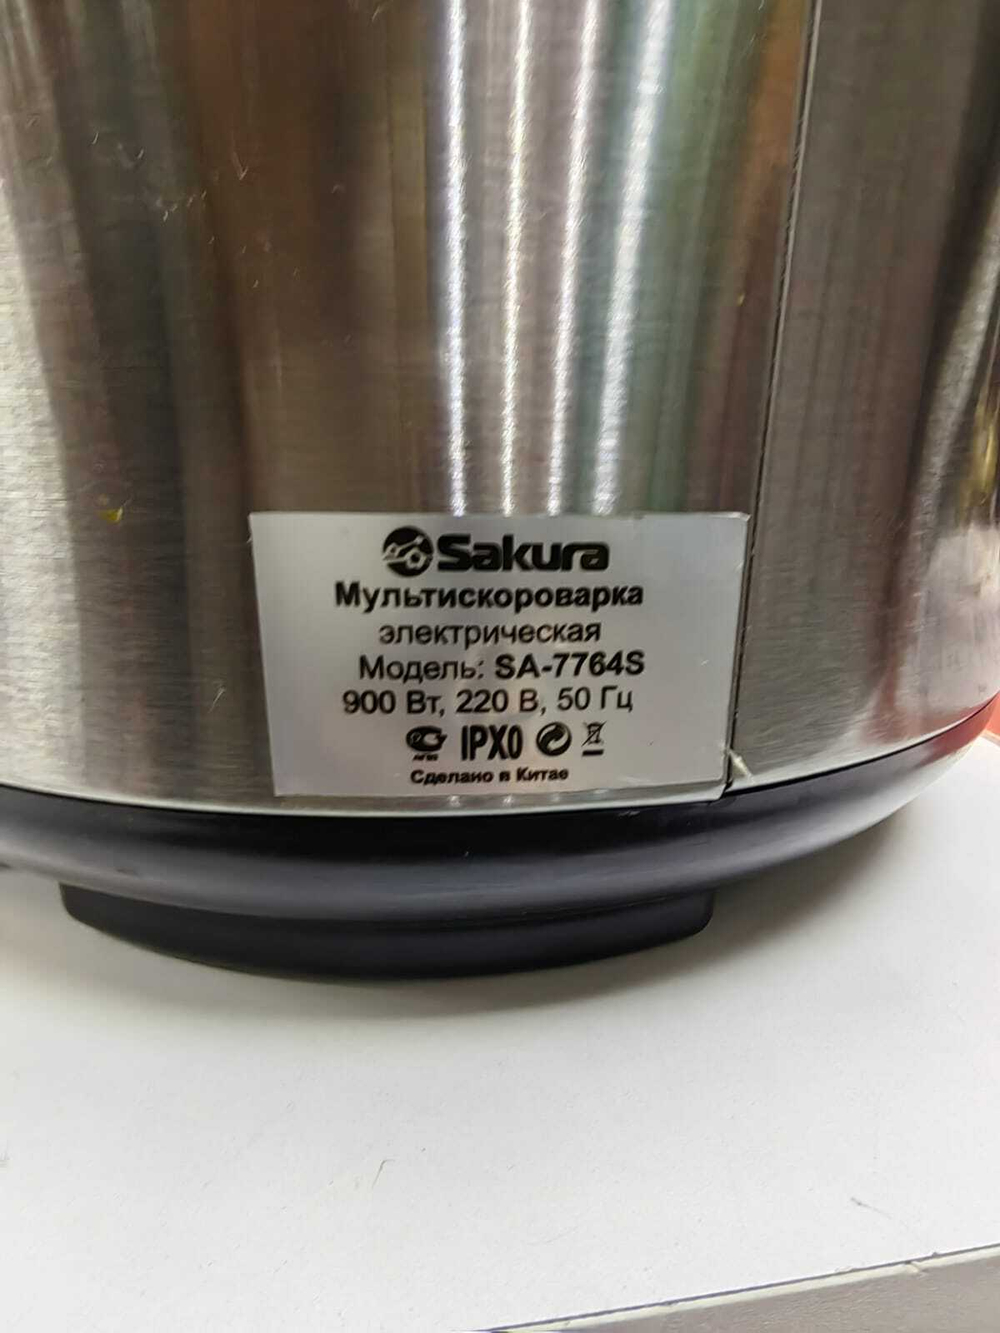 Sakura
Мультискороварка
электрическая
Модель: SA-7764S
900 Вт, 220 В, 50 Гц
IPX0
Сделано в Китае